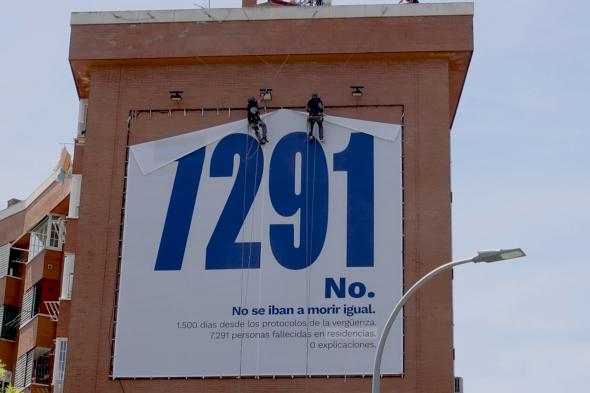 7291
No.
No se iban a morir igual.
1.500 días desde los protocolos de la vergüenza.
7.291 personas fallecidas en residencias.
0 explicaciones.